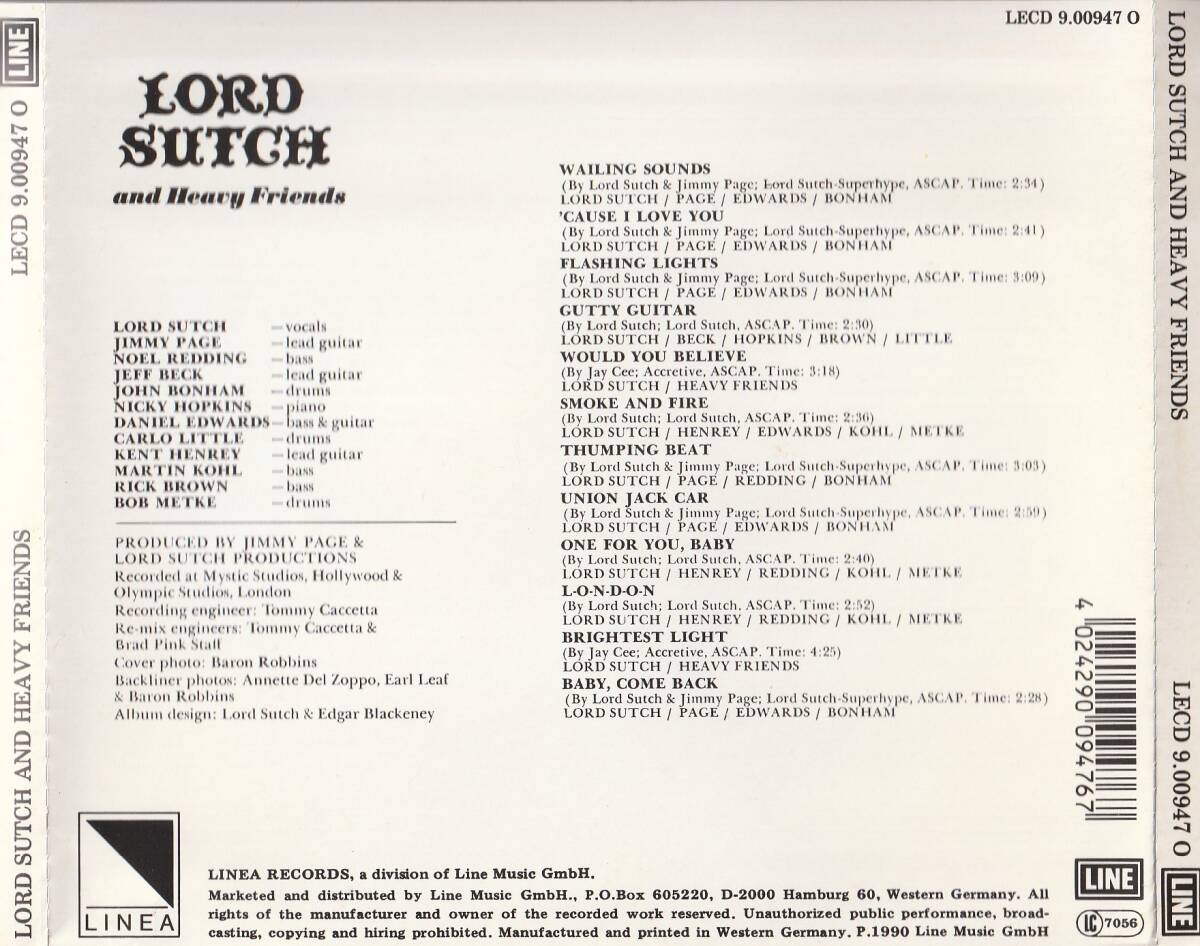 LINE
LECD 9.00947 O
LORD SUTCH AND HEAVY FRIENDS
LECD 9.00947 O
LORD
SUTCH
and Heavy Friends
LORD SUTCH – vocals
JIMMY PAGE – lead guitar
NOEL REDDING – bass
JEFF BECK – lead guitar
JOHN BONHAM – drums
NICKY HOPKINS – piano
DANIEL EDWARDS – bass & guitar
CARLO LITTLE – drums
KENT HENREY – lead guitar
MARTIN KOHL – bass
RICK BROWN – bass
BOB METKE – drums
PRODUCED BY JIMMY PAGE &
LORD SUTCH PRODUCTIONS
Recorded at Mystic Studios, Hollywood &
Olympic Studios, London
Recording engineer: Tommy Caccetta
Re-mix engineers: Tommy Caccetta &
Brad Pink Stall
Cover photo: Baron Robbins
Backliner photos: Annette Del Zoppo, Earl Leaf
& Baron Robbins
Album design: Lord Sutch & Edgar Blackeney
WAILING SOUNDS
(By Lord Sutch & Jimmy Page; Lord Sutch-Superhype, ASCAP. Time: 2:34)
LORD SUTCH / PAGE / EDWARDS / BONHAM
'CAUSE I LOVE YOU
(By Lord Sutch & Jimmy Page; Lord Sutch-Superhype, ASCAP. Time: 2:41)
LORD SUTCH / PAGE / EDWARDS / BONHAM
FLASHING LIGHTS
(By Lord Sutch & Jimmy Page; Lord Sutch-Superhype, ASCAP. Time: 3:09)
LORD SUTCH / PAGE / EDWARDS / BONHAM
GUTTY GUITAR
(By Lord Sutch; Lord Sutch, ASCAP. Time: 2:30)
LORD SUTCH / BECK / HOPKINS / BROWN / LITTLE
WOULD YOU BELIEVE
(By Jay Cee; Accretive, ASCAP. Time: 3:18)
LORD SUTCH / HEAVY FRIENDS
SMOKE AND FIRE
(By Lord Sutch; Lord Sutch, ASCAP. Time: 2:36)
LORD SUTCH / HENREY / EDWARDS / KOHL / METKE
THUMPING BEAT
(By Lord Sutch & Jimmy Page; Lord Sutch-Superhype, ASCAP. Time: 3:03)
LORD SUTCH / PAGE / REDDING / BONHAM
UNION JACK CAR
(By Lord Sutch & Jimmy Page; Lord Sutch-Superhype, ASCAP. Time: 2:59)
LORD SUTCH / PAGE / EDWARDS / BONHAM
ONE FOR YOU, BABY
(By Lord Sutch; Lord Sutch, ASCAP. Time: 2:40)
LORD SUTCH / HENREY / REDDING / KOHL / METKE
L-O-N-D-O-N
(By Lord Sutch; Lord Sutch, ASCAP. Time: 2:52)
LORD SUTCH / HENREY / REDDING / KOHL / METKE
BRIGHTEST LIGHT
(By Jay Cee; Accretive, ASCAP. Time: 4:25)
LORD SUTCH / HEAVY FRIENDS
BABY, COME BACK
(By Lord Sutch & Jimmy Page; Lord Sutch-Superhype, ASCAP. Time: 2:28)
LORD SUTCH / PAGE / EDWARDS / BONHAM
4 024290 094767
LINEA
LINEA RECORDS, a division of Line Music GmbH.
Marketed and distributed by Line Music GmbH., P.O.Box 605220, D-2000 Hamburg 60, Western Germany. All
rights of the manufacturer and owner of the recorded work reserved. Unauthorized public performance, broad-
casting, copying and hiring prohibited. Manufactured and printed in Western Germany. P.1990 Line Music GmbH
LINE
LC 7056
LORD SUTCH AND HEAVY FRIENDS
LECD 9.00947 O
LINE